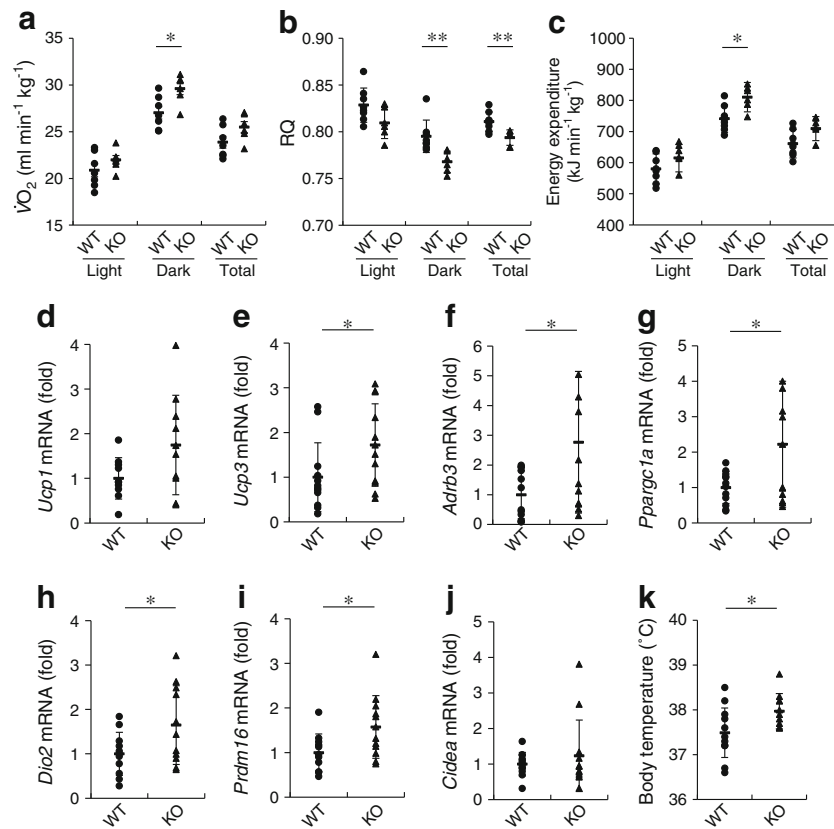 a
b
c
*
** **
*
V̇O₂ (ml min⁻¹ kg⁻¹)
35
30
25
20
15
RQ
0.90
0.85
0.80
0.75
0.70
Energy expenditure
(kJ min⁻¹ kg⁻¹)
1000
900
800
700
600
500
400
WT KO WT KO WT KO
Light Dark Total
WT KO WT KO WT KO
Light Dark Total
WT KO WT KO WT KO
Light Dark Total
d
Ucp1 mRNA (fold)
4
3
2
1
0
WT KO
e
*
Ucp3 mRNA (fold)
4
3
2
1
0
WT KO
f
*
Adrb3 mRNA (fold)
6
5
4
3
2
1
0
WT KO
g
*
Ppargc1a mRNA (fold)
5
4
3
2
1
0
WT KO
h
*
Dio2 mRNA (fold)
4
3
2
1
0
WT KO
i
*
Prdm16 mRNA (fold)
4
3
2
1
0
WT KO
j
Cidea mRNA (fold)
5
4
3
2
1
0
WT KO
k
*
Body temperature (°C)
40
39
38
37
36
WT KO